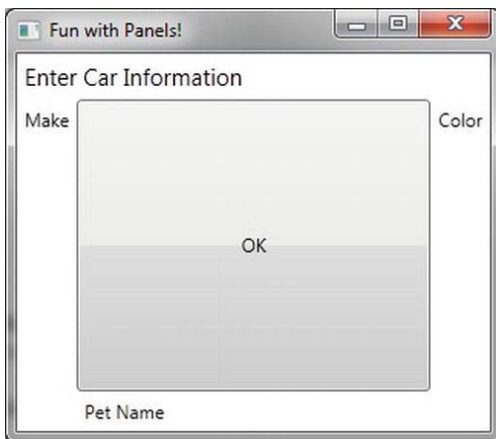 Fun with Panels!
Enter Car Information
Make
Color
OK
Pet Name